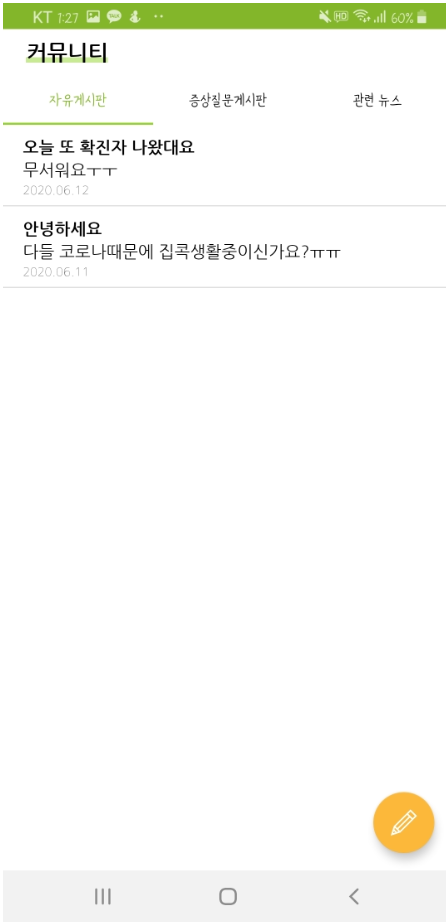 KT 1:27 60%
커뮤니티
자유게시판 증상질문게시판 관련 뉴스
오늘 또 확진자 나왔대요
무서워요ㅜㅜ
2020.06.12
안녕하세요
다들 코로나때문에 집콕생활중이신가요?ㅠㅠ
2020.06.11